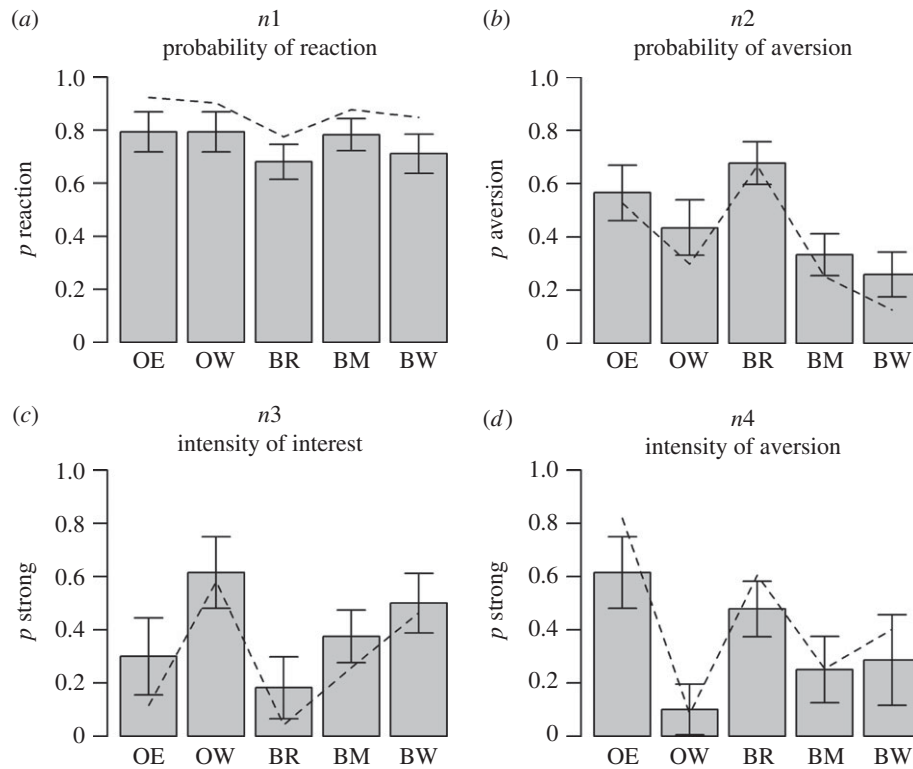 (a) n1
probability of reaction
1.0
0.8
0.6
0.4
0.2
0
p reaction
OE OW BR BM BW
(b) n2
probability of aversion
1.0
0.8
0.6
0.4
0.2
0
p aversion
OE OW BR BM BW
(c) n3
intensity of interest
1.0
0.8
0.6
0.4
0.2
0
p strong
OE OW BR BM BW
(d) n4
intensity of aversion
1.0
0.8
0.6
0.4
0.2
0
p strong
OE OW BR BM BW